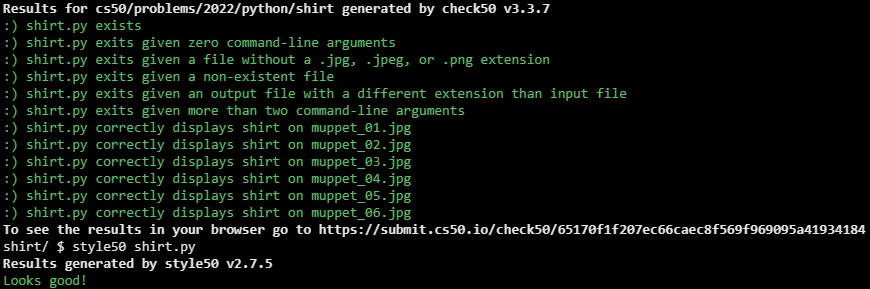 Results for cs50/problems/2022/python/shirt generated by check50 v3.3.7
:) shirt.py exists
:) shirt.py exits given zero command-line arguments
:) shirt.py exits given a file without a .jpg, .jpeg, or .png extension
:) shirt.py exits given a non-existent file
:) shirt.py exits given an output file with a different extension than input file
:) shirt.py exits given more than two command-line arguments
:) shirt.py correctly displays shirt on muppet_01.jpg
:) shirt.py correctly displays shirt on muppet_02.jpg
:) shirt.py correctly displays shirt on muppet_03.jpg
:) shirt.py correctly displays shirt on muppet_04.jpg
:) shirt.py correctly displays shirt on muppet_05.jpg
:) shirt.py correctly displays shirt on muppet_06.jpg
To see the results in your browser go to https://submit.cs50.io/check50/65170f1f207ec66caec8f569f969095a41934184
shirt/ $ style50 shirt.py
Results generated by style50 v2.7.5
Looks good!